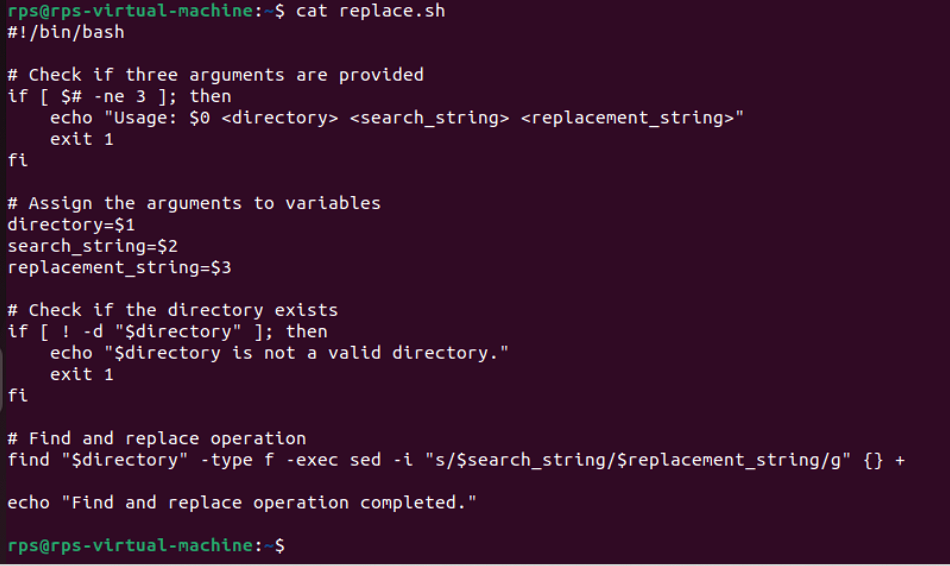 rps@rps-virtual-machine:~$ cat replace.sh
#!/bin/bash

# Check if three arguments are provided
if [ $# -ne 3 ]; then
    echo "Usage: $0 <directory> <search_string> <replacement_string>"
    exit 1
fi

# Assign the arguments to variables
directory=$1
search_string=$2
replacement_string=$3

# Check if the directory exists
if [ ! -d "$directory" ]; then
    echo "$directory is not a valid directory."
    exit 1
fi

# Find and replace operation
find "$directory" -type f -exec sed -i "s/$search_string/$replacement_string/g" {} +

echo "Find and replace operation completed."

rps@rps-virtual-machine:~$